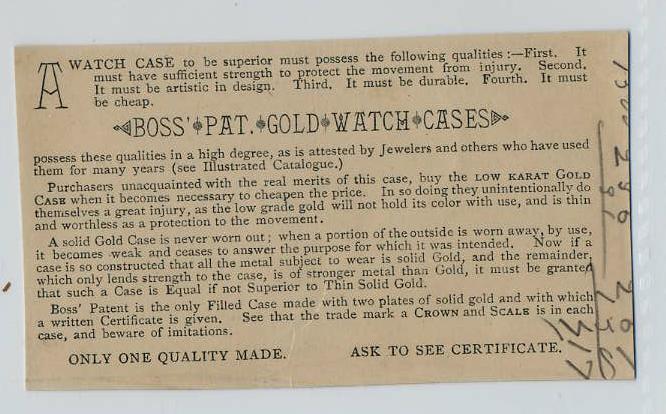 A WATCH CASE to be superior must possess the following qualities:—First. It
must have sufficient strength to protect the movement from injury. Second.
It must be artistic in design. Third. It must be durable. Fourth. It must
be cheap.
BOSS' PAT. GOLD WATCH CASES
possess these qualities in a high degree, as is attested by Jewelers and others who have used
them for many years (see Illustrated Catalogue.)
Purchasers unacquainted with the real merits of this case, buy the LOW KARAT GOLD
CASE when it becomes necessary to cheapen the price. In so doing they unintentionally do
themselves a great injury, as the low grade gold will not hold its color with use, and is thin
and worthless as a protection to the movement.
A solid Gold Case is never worn out; when a portion of the outside is worn away, by use,
it becomes weak and ceases to answer the purpose for which it was intended. Now if a
case is so constructed that all the metal subject to wear is solid Gold, and the remainder,
which only lends strength to the case, is of stronger metal than Gold, it must be granted
that such a Case is Equal if not Superior to Thin Solid Gold.
Boss' Patent is the only Filled Case made with two plates of solid gold and with which
a written Certificate is given. See that the trade mark a CROWN and SCALE is in each
case, and beware of imitations.
ONLY ONE QUALITY MADE. ASK TO SEE CERTIFICATE.